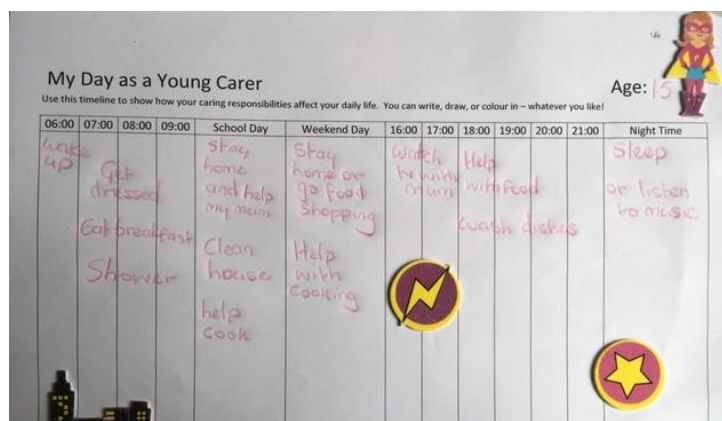 My Day as a Young Carer
Age: 15
Use this timeline to show how your caring responsibilities affect your daily life. You can write, draw, or colour in – whatever you like!
06:00 07:00 08:00 09:00 School Day Weekend Day 16:00 17:00 18:00 19:00 20:00 21:00 Night Time
Wake
up
Get
dressed
Eat breakfast
Shower
Stay
home
and help
my mum
Clean
house
help
cook
Stay
home or
go food
Shopping
Help
with
cooking
Watch
tv with
mum
Help
with food
Wash dishes
Sleep
or listen
to music